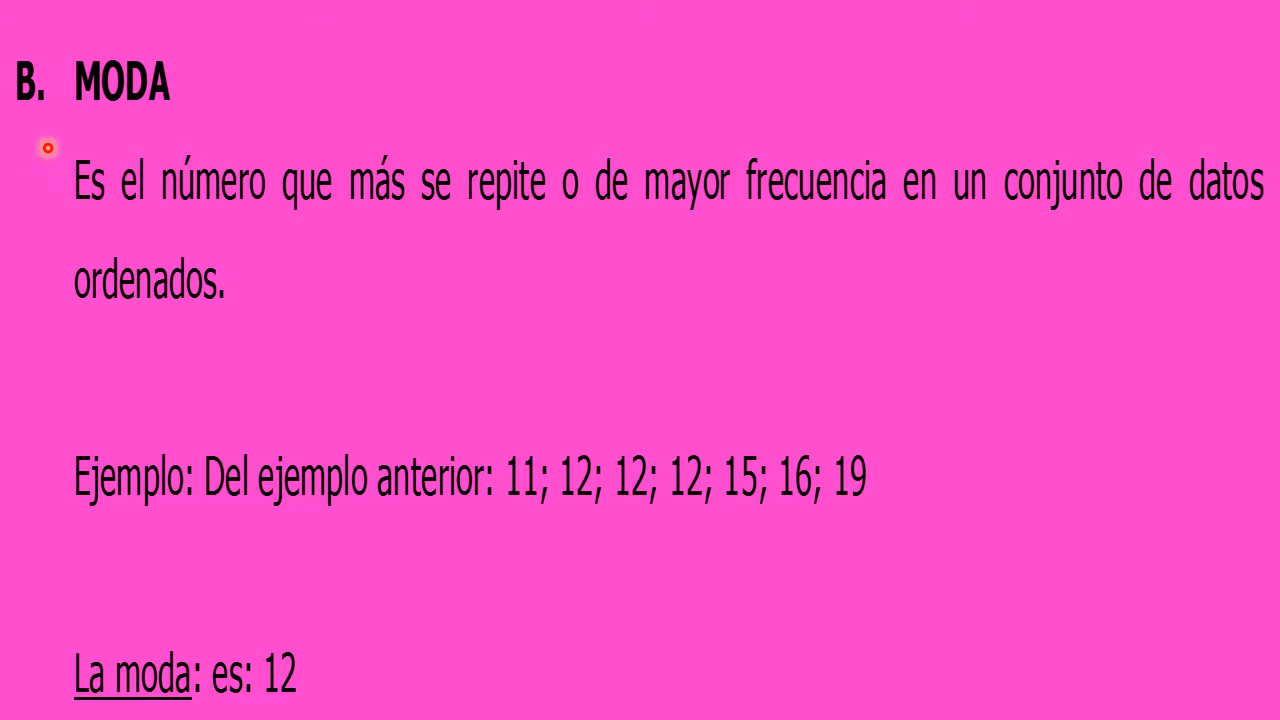 B. MODA
Es el número que más se repite o de mayor frecuencia en un conjunto de datos
ordenados.
Ejemplo: Del ejemplo anterior: 11; 12; 12; 12; 15; 16; 19
La moda: es: 12